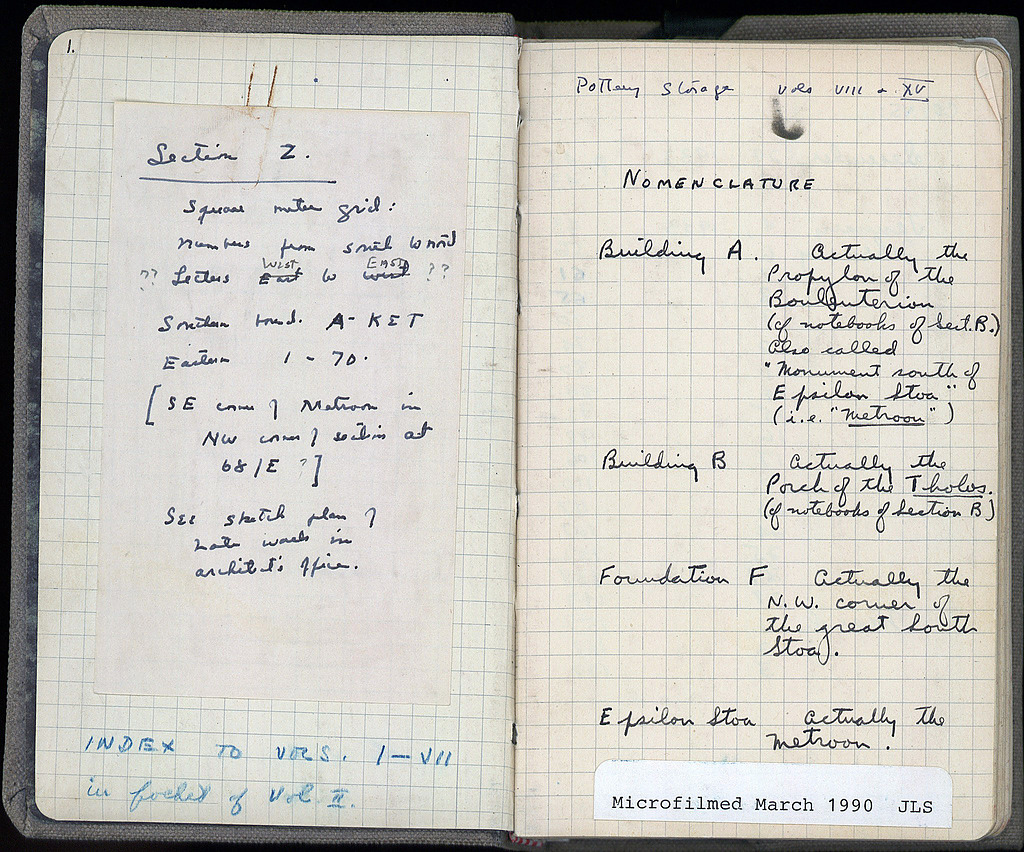 1.
Section Z.
Square meter grid:
Numbers from south to north
West East
?? Letters East to West ??
Southern bound. A - KET
Eastern 1 - 70.
[SE corner of Metroon in
NW corner of section at
68/E ?]
See sketch plan of
Late walls in
architect's office.
INDEX TO VOLS. I-VII
in pocket of Vol II.
Pottery Storage Vols VIII & XV
NOMENCLATURE
Building A. Actually the
Propylon of the
Bouleuterion
(cf notebooks of Sect. B.)
Also called
"Monument south of
Epsilon Stoa"
(i.e. "Metroon")
Building B Actually the
Porch of the Tholos.
(cf notebooks of Section B)
Foundation F Actually the
N.W. corner of
the great South
Stoa).
Epsilon Stoa Actually the
Metroon.
Microfilmed March 1990 JLS